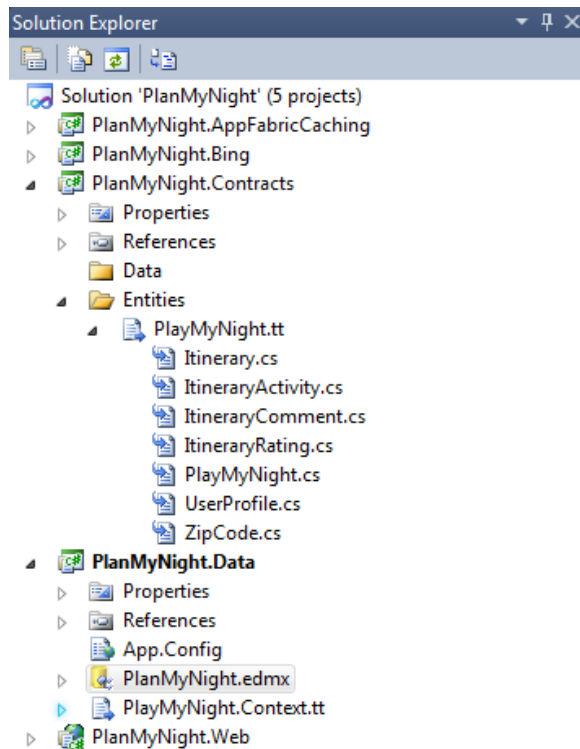 Solution Explorer
Solution 'PlanMyNight' (5 projects)
PlanMyNight.AppFabricCaching
PlanMyNight.Bing
PlanMyNight.Contracts
Properties
References
Data
Entities
PlayMyNight.tt
Itinerary.cs
ItineraryActivity.cs
ItineraryComment.cs
ItineraryRating.cs
PlayMyNight.cs
UserProfile.cs
ZipCode.cs
PlanMyNight.Data
Properties
References
App.Config
PlanMyNight.edmx
PlayMyNight.Context.tt
PlanMyNight.Web